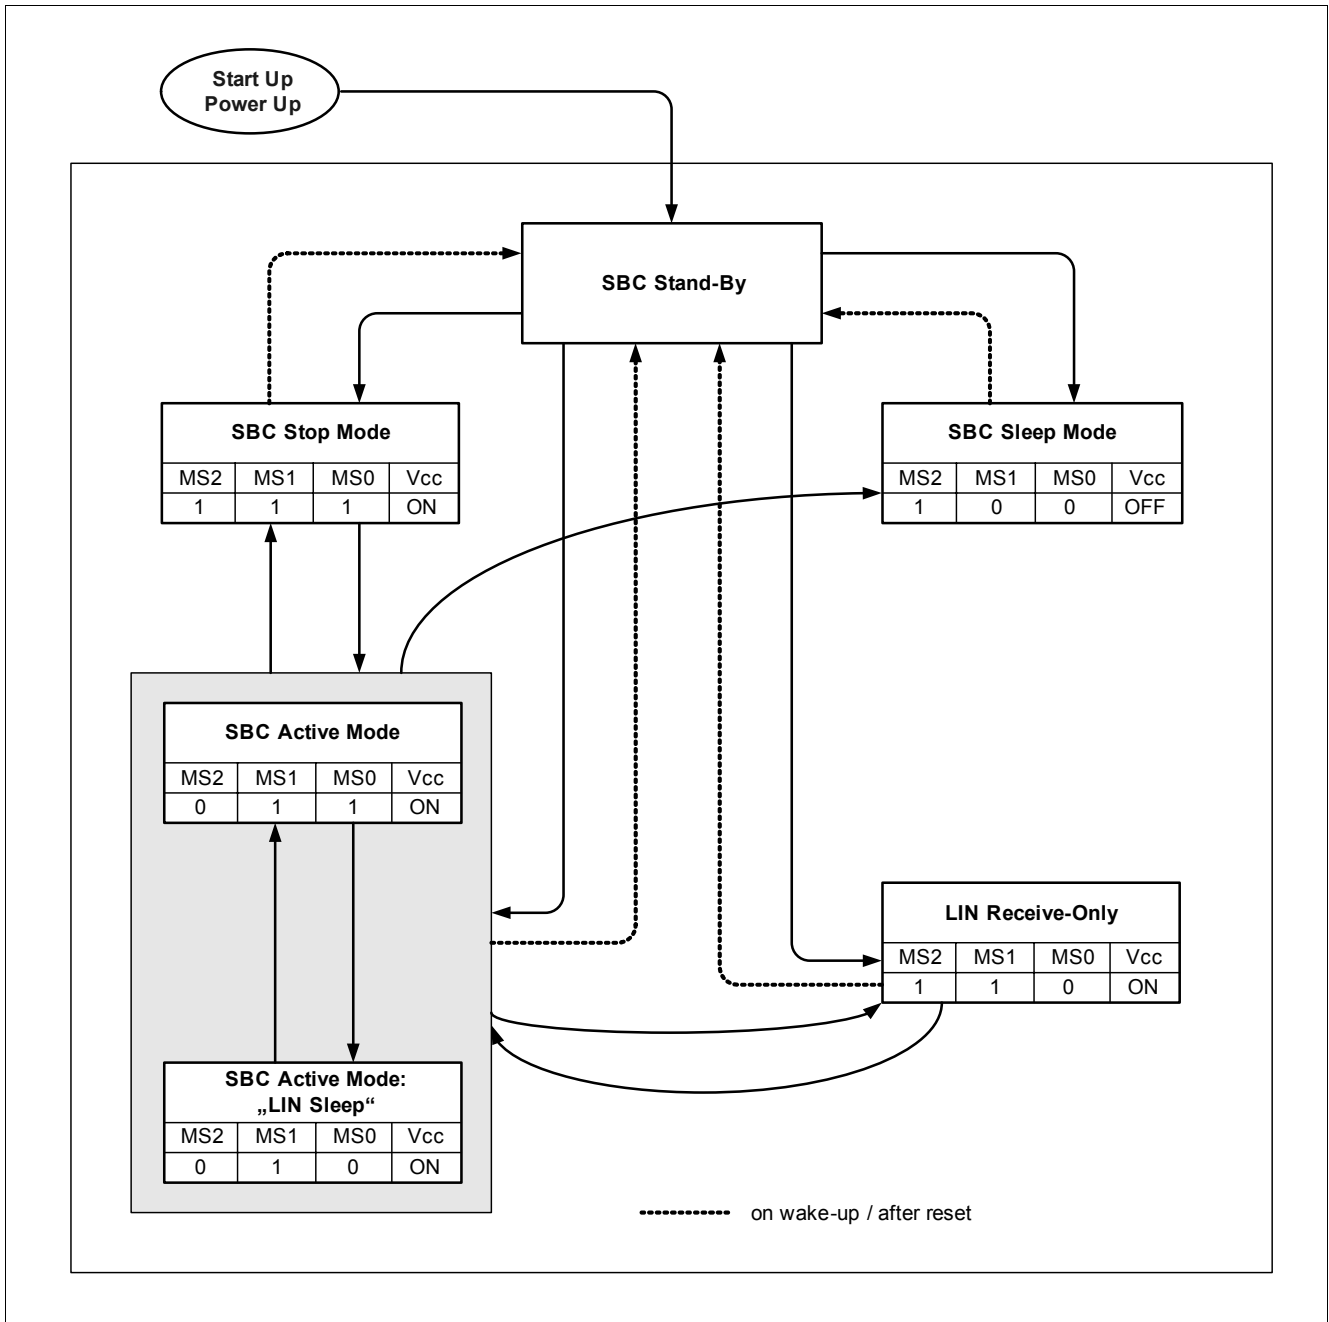 Start Up
Power Up
SBC Stand-By
SBC Stop Mode
MS2 MS1 MS0 Vcc
1 1 1 ON
SBC Sleep Mode
MS2 MS1 MS0 Vcc
1 0 0 OFF
SBC Active Mode
MS2 MS1 MS0 Vcc
0 1 1 ON
LIN Receive-Only
MS2 MS1 MS0 Vcc
1 1 0 ON
SBC Active Mode:
„LIN Sleep“
MS2 MS1 MS0 Vcc
0 1 0 ON
on wake-up / after reset